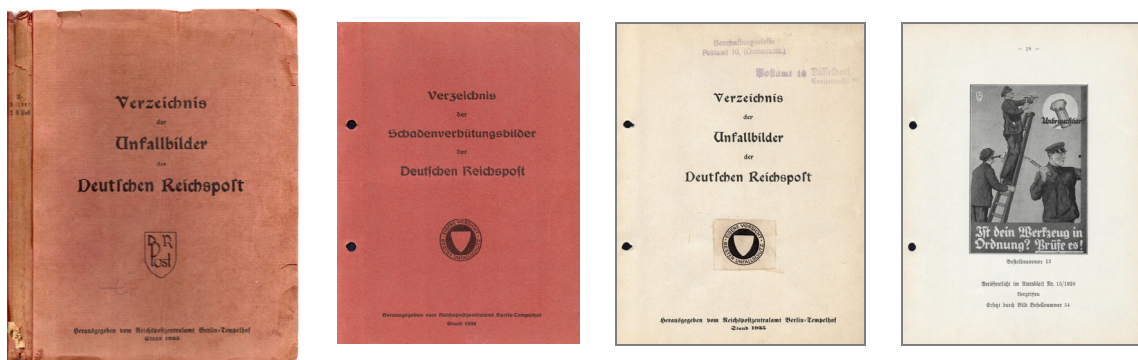 Verzeichnis
der
Unfallbilder
der
Deutschen Reichspost
Post
Herausgegeben vom Reichspostzentralamt Berlin-Tempelhof
Stand 1935
Verzeichnis
der
Schadenverhütungsbilder
der
Deutschen Reichspost
Herausgegeben vom Reichspostzentralamt Berlin-Tempelhof
Postamt 10
Verzeichnis
der
Unfallbilder
der
Deutschen Reichspost
Herausgegeben vom Reichspostzentralamt Berlin-Tempelhof
Stand 1935
Unbrauchbar!
Ist dein Werkzeug in
Ordnung? Prüfe es!
Bestellnummer 13
Veröffentlicht im Amtsblatt Nr. 15/1929
Vergriffen
Ersetzt durch Bild Bestellnummer 54